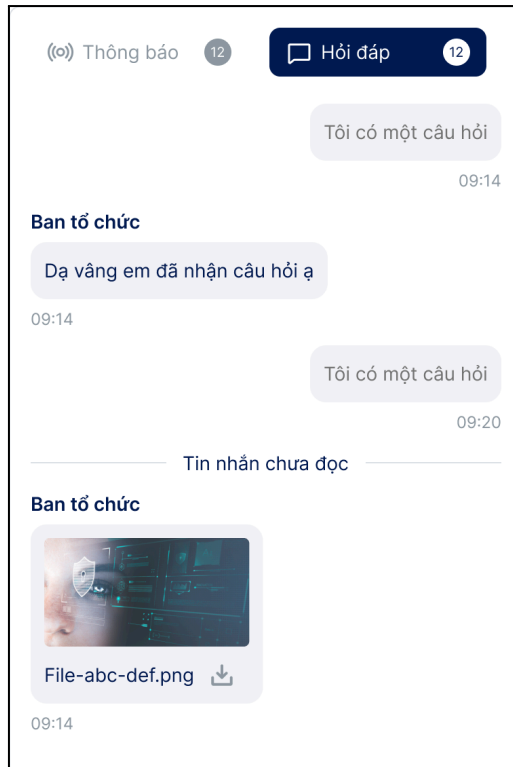 Thông báo 12 Hỏi đáp 12
Tôi có một câu hỏi
09:14
Ban tổ chức
Dạ vâng em đã nhận câu hỏi ạ
09:14
Tôi có một câu hỏi
09:20
Tin nhắn chưa đọc
Ban tổ chức
File-abc-def.png
09:14